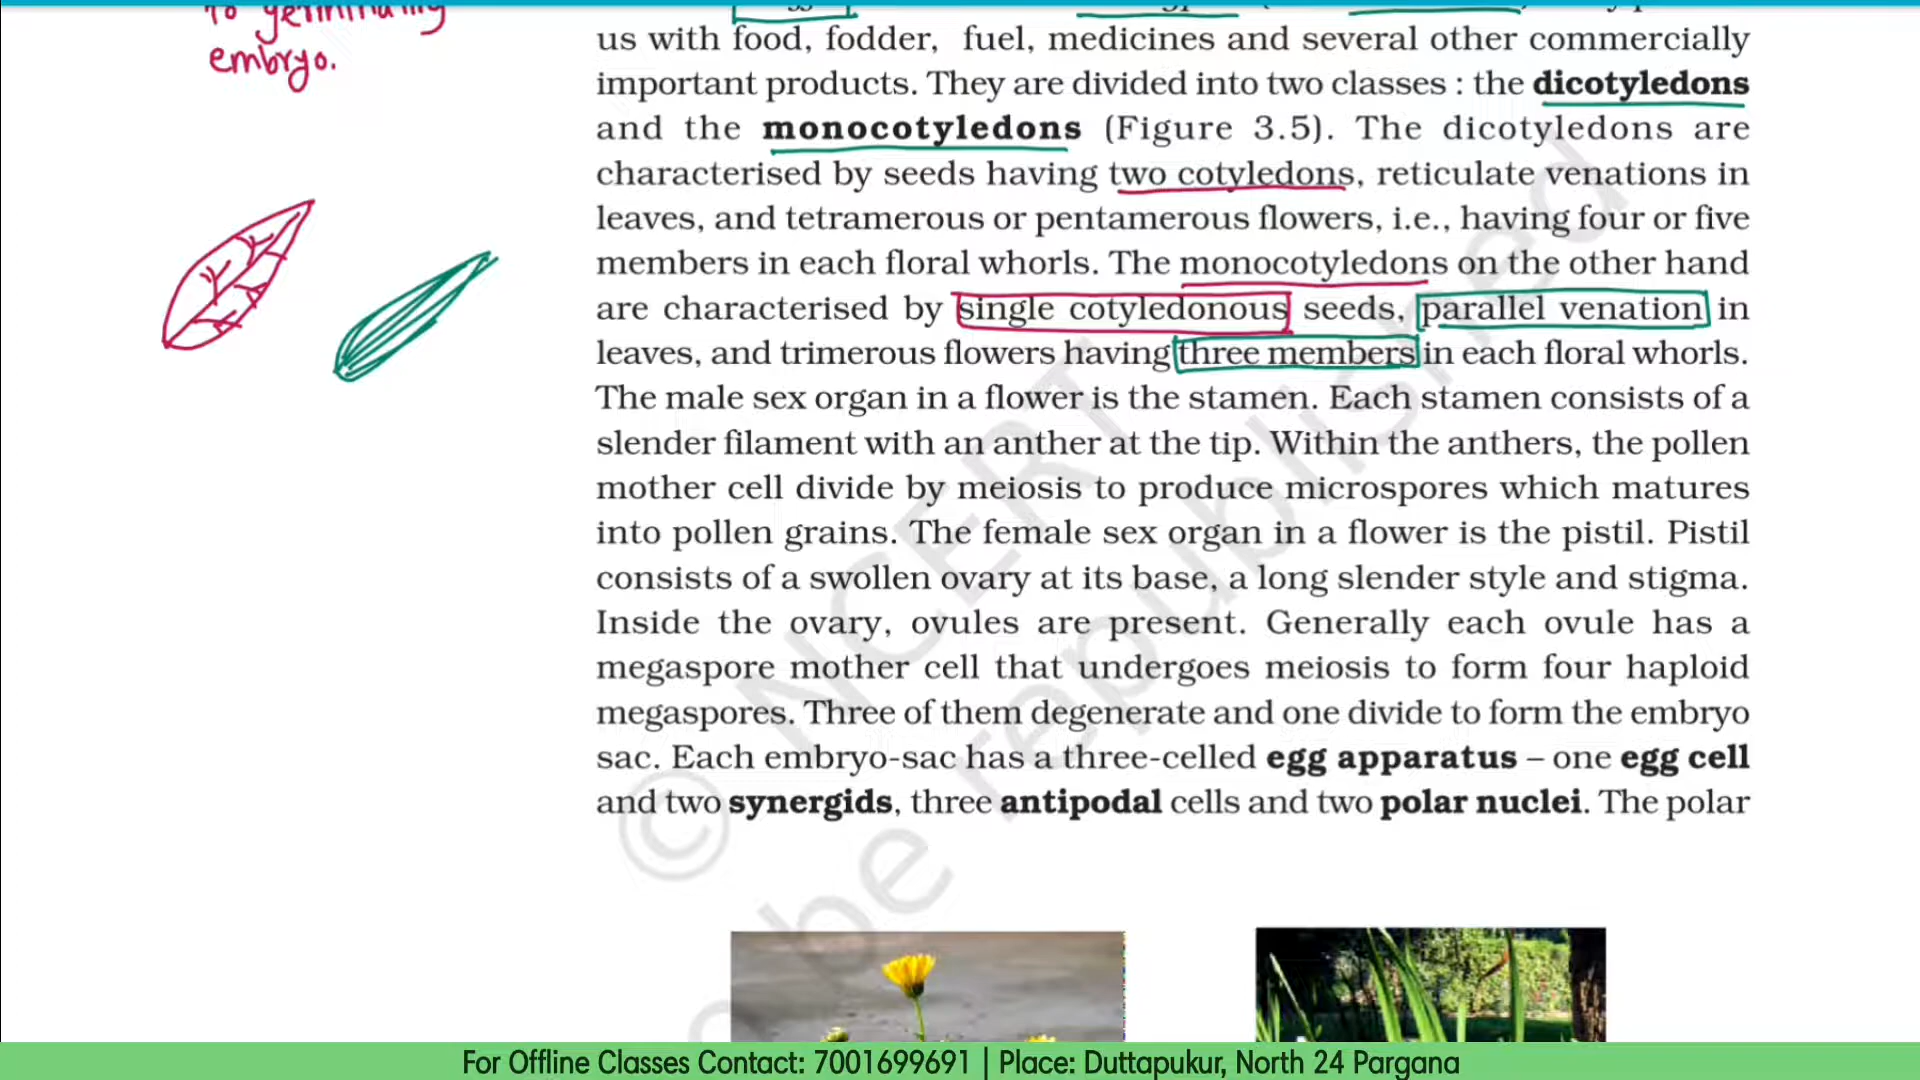 to germinating
embryo.
us with food, fodder, fuel, medicines and several other commercially
important products. They are divided into two classes : the dicotyledons
and the monocotyledons (Figure 3.5). The dicotyledons are
characterised by seeds having two cotyledons, reticulate venations in
leaves, and tetramerous or pentamerous flowers, i.e., having four or five
members in each floral whorls. The monocotyledons on the other hand
are characterised by single cotyledonous seeds, parallel venation in
leaves, and trimerous flowers having three members in each floral whorls.
The male sex organ in a flower is the stamen. Each stamen consists of a
slender filament with an anther at the tip. Within the anthers, the pollen
mother cell divide by meiosis to produce microspores which matures
into pollen grains. The female sex organ in a flower is the pistil. Pistil
consists of a swollen ovary at its base, a long slender style and stigma.
Inside the ovary, ovules are present. Generally each ovule has a
megaspore mother cell that undergoes meiosis to form four haploid
megaspores. Three of them degenerate and one divide to form the embryo
sac. Each embryo-sac has a three-celled egg apparatus – one egg cell
and two synergids, three antipodal cells and two polar nuclei. The polar
© NCERT
be republished
For Offline Classes Contact: 7001699691 | Place: Duttapukur, North 24 Pargana